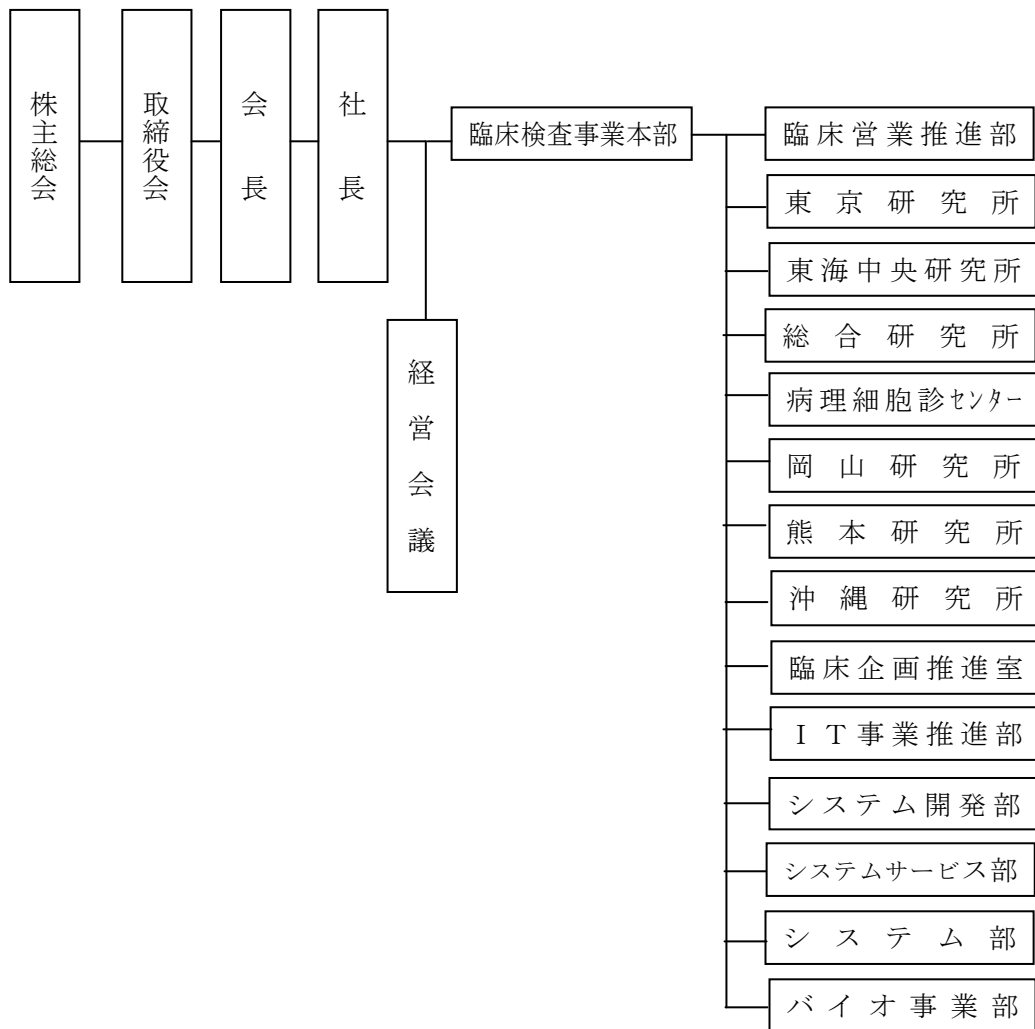 株主総会
取締役会
会長
社長
経営会議
臨床検査事業本部
臨床営業推進部
東京研究所
東海中央研究所
総合研究所
病理細胞診ｾﾝﾀｰ
岡山研究所
熊本研究所
沖縄研究所
臨床企画推進室
ＩＴ事業推進部
システム開発部
システムサービス部
システム部
バイオ事業部